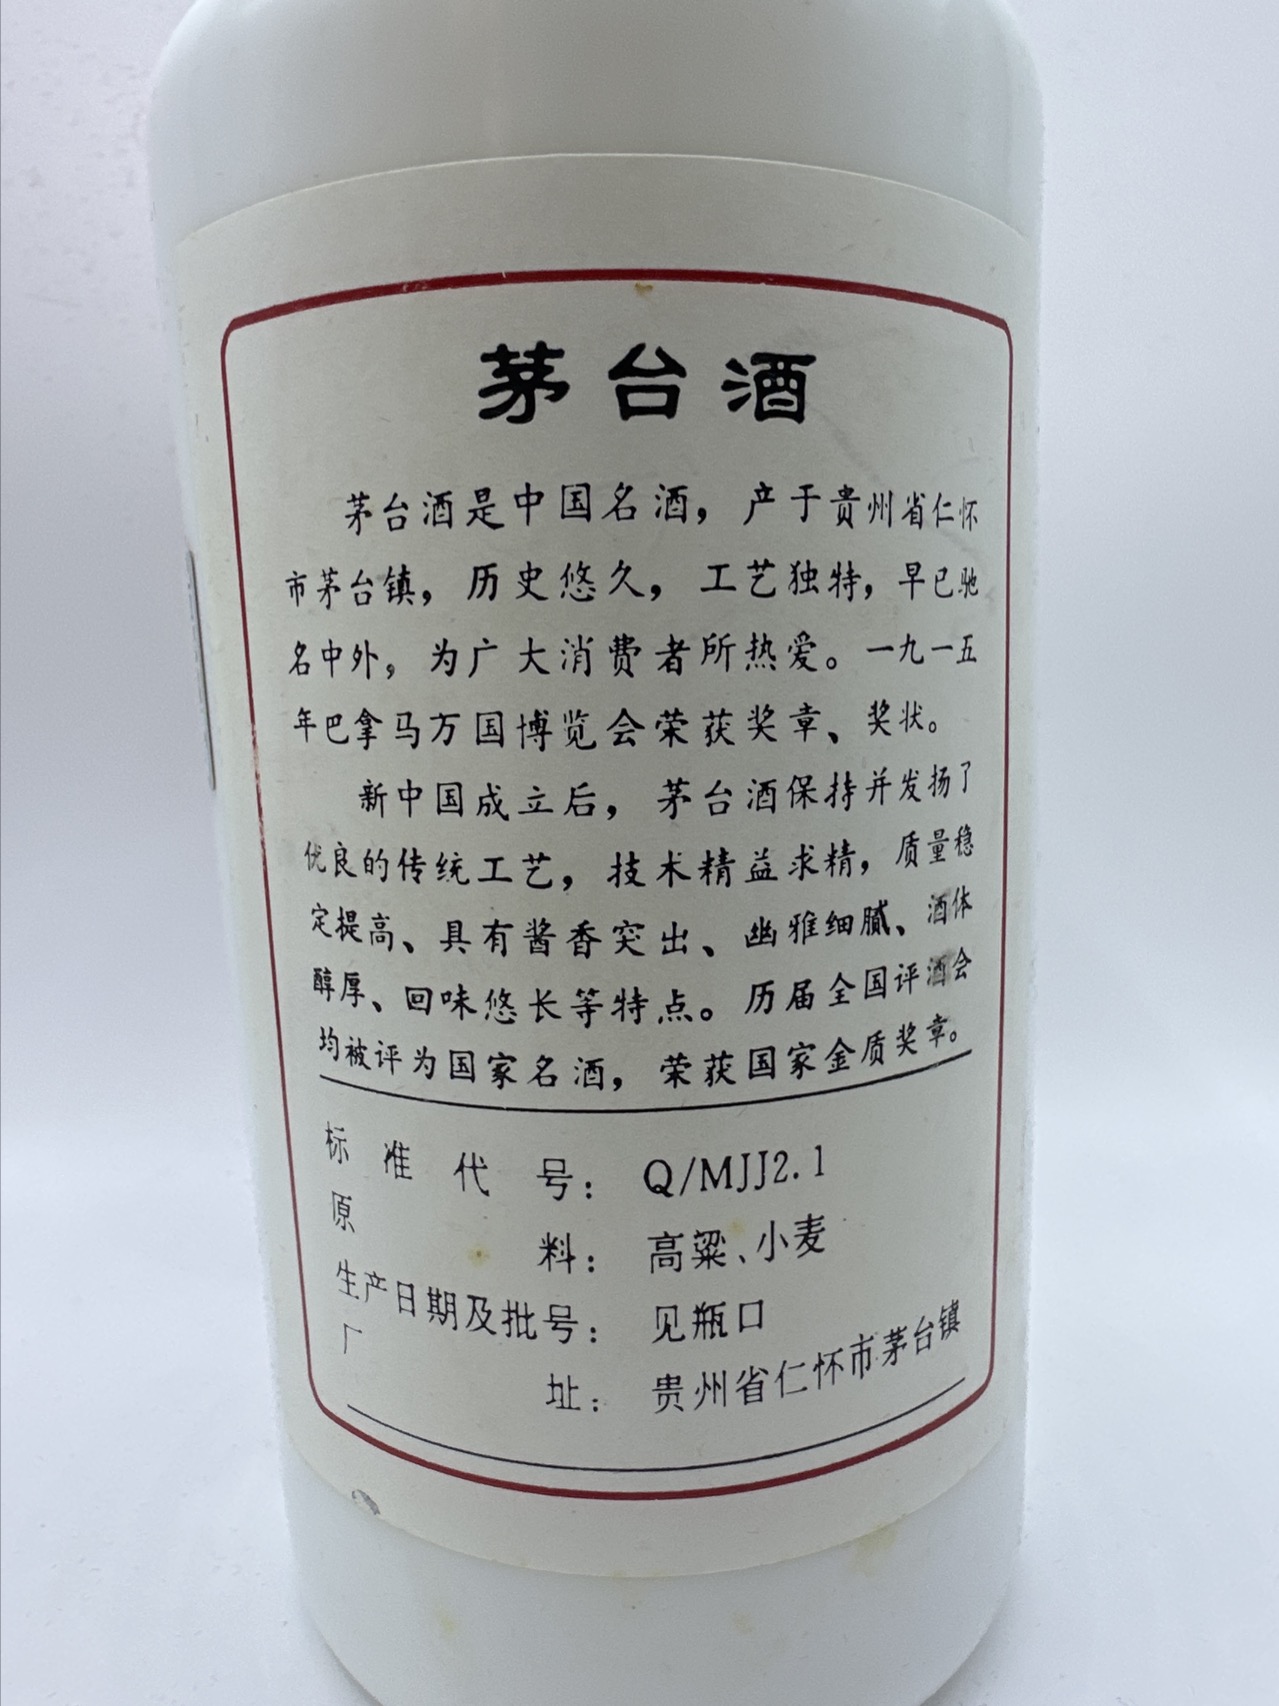 茅台酒
茅台酒是中国名酒，产于贵州省仁怀
市茅台镇，历史悠久，工艺独特，早已驰
名中外，为广大消费者所热爱。一九一五
年巴拿马万国博览会荣获奖章、奖状。
新中国成立后，茅台酒保持并发扬了
优良的传统工艺，技术精益求精，质量稳
定提高、具有酱香突出、幽雅细腻、酒体
醇厚、回味悠长等特点。历届全国评酒会
均被评为国家名酒，荣获国家金质奖章。
标准代号：Q/MJJ2.1
原料：高粱、小麦
生产日期及批号：见瓶口
厂址：贵州省仁怀市茅台镇